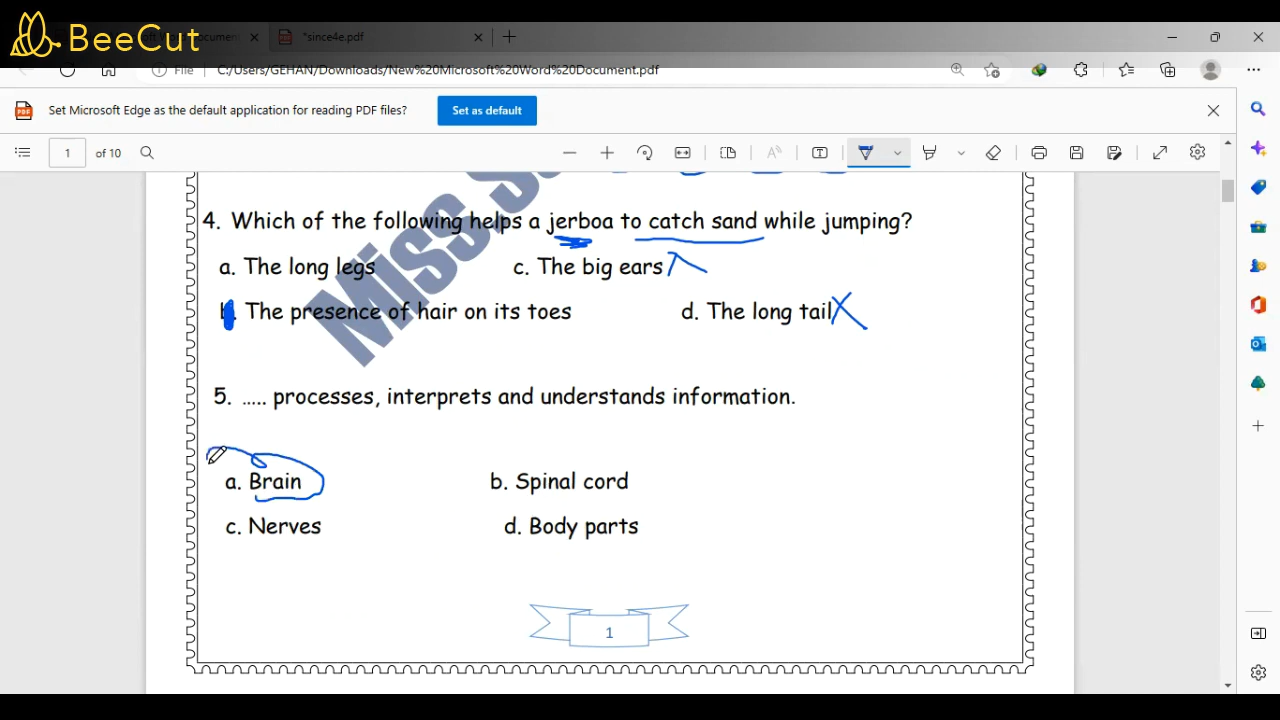 BeeCut
"since4e.pdf
File C:/Users/GEHAN/Downloads/New%20Microsoft%20Word%20Document.pdf
Set Microsoft Edge as the default application for reading PDF files? Set as default
1 of 10
4. Which of the following helps a jerboa to catch sand while jumping?
a. The long legs c. The big ears
b. The presence of hair on its toes d. The long tail
5. ..... processes, interprets and understands information.
a. Brain b. Spinal cord
c. Nerves d. Body parts
1
Miss.S